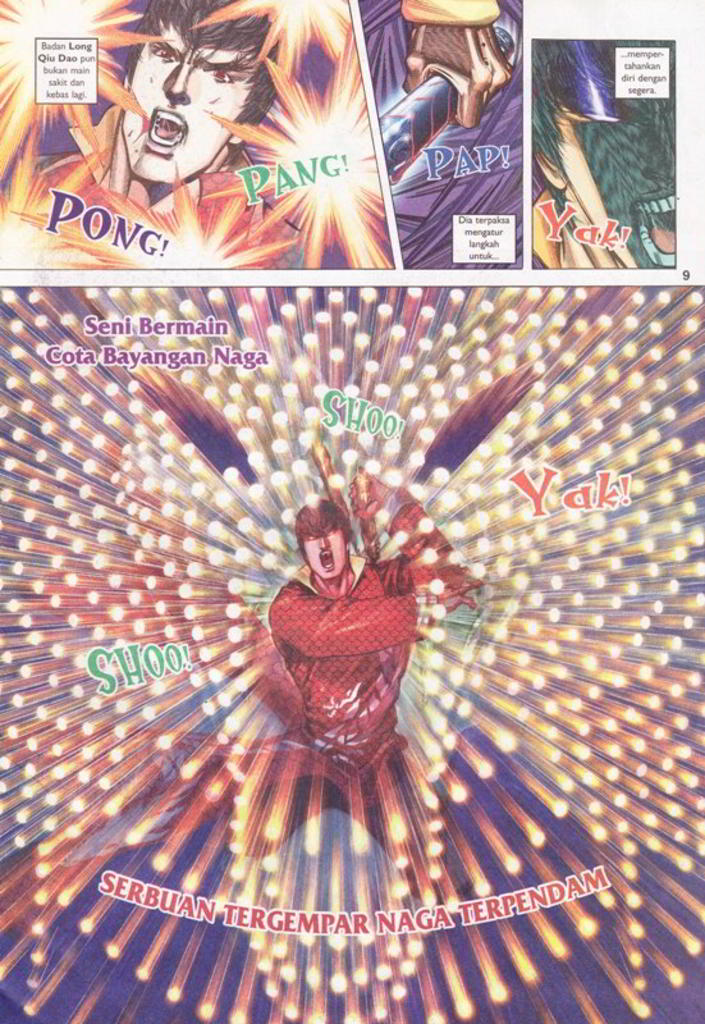 Badan Long
Qiu Dao pun
bukan main
sakit dan
kebas lagi.
PANG!
PONG!
PAP!
Dia terpaksa
mengatur
langkah
untuk...
...memper-
tahankan
diri dengan
segera.
Yak!
9
Seni Bermain
Cota Bayangan Naga
SHOO!
Yak!
SHOO!
SERBUAN TERGEMPAR NAGA TERPENDAM